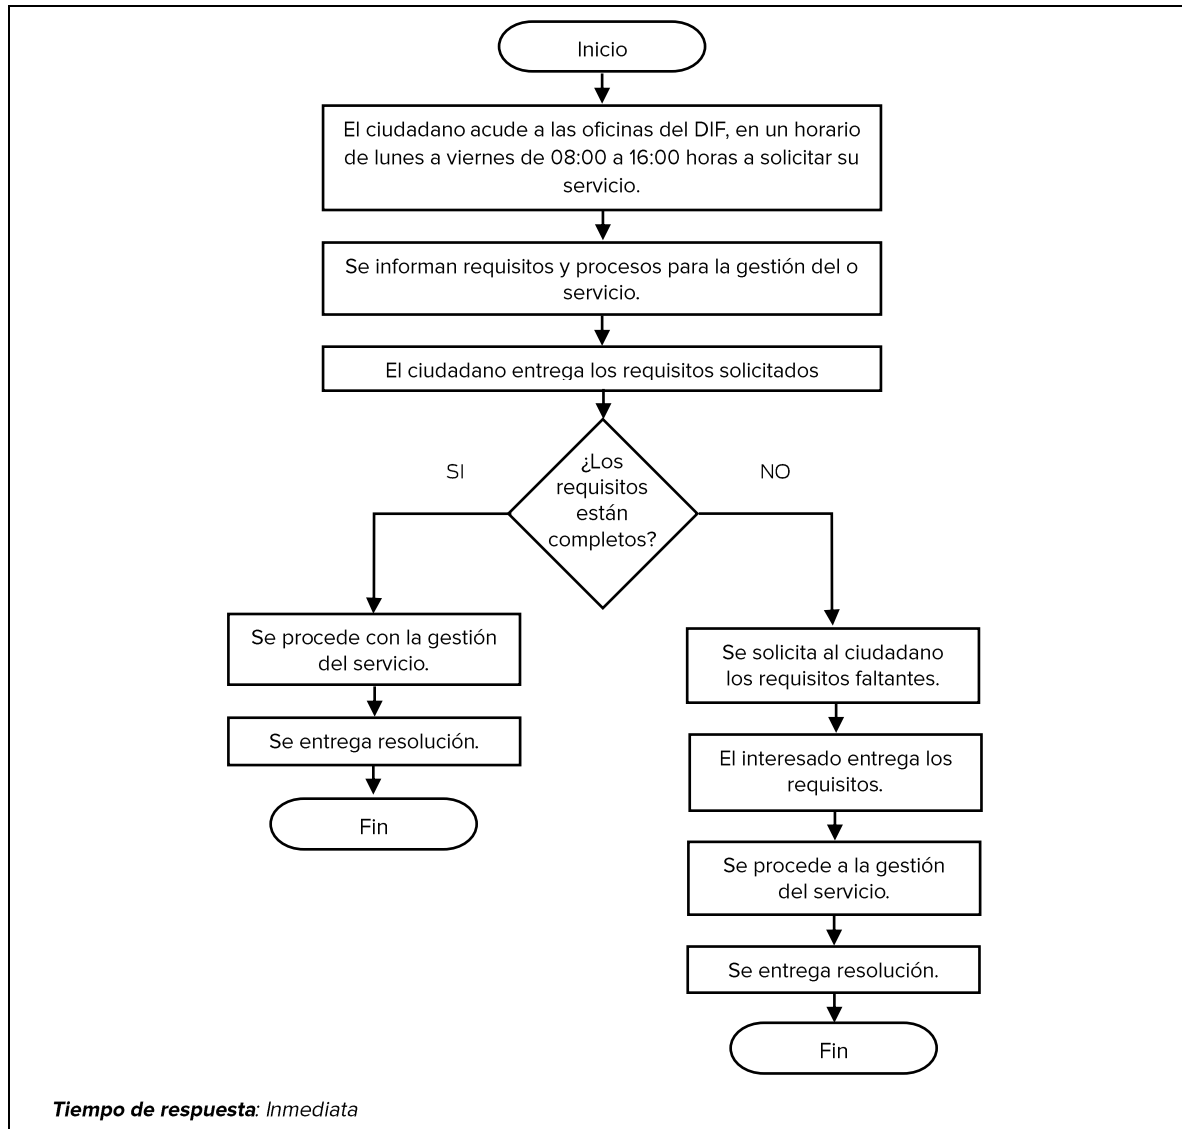 Inicio
El ciudadano acude a las oficinas del DIF, en un horario
de lunes a viernes de 08:00 a 16:00 horas a solicitar su
servicio.
Se informan requisitos y procesos para la gestión del o
servicio.
El ciudadano entrega los requisitos solicitados
¿Los
requisitos
están
completos?
SI
NO
Se procede con la gestión
del servicio.
Se entrega resolución.
Fin
Se solicita al ciudadano
los requisitos faltantes.
El interesado entrega los
requisitos.
Se procede a la gestión
del servicio.
Se entrega resolución.
Fin
Tiempo de respuesta: Inmediata